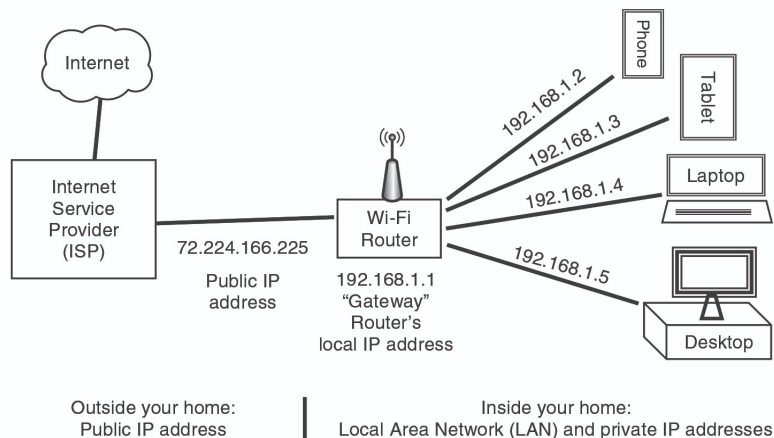 Internet
Internet
Service
Provider
(ISP)
72.224.166.225
Public IP
address
Wi-Fi
Router
192.168.1.1
“Gateway”
Router’s
local IP address
192.168.1.2
Phone
192.168.1.3
Tablet
192.168.1.4
Laptop
192.168.1.5
Desktop
Outside your home:
Public IP address
Inside your home:
Local Area Network (LAN) and private IP addresses